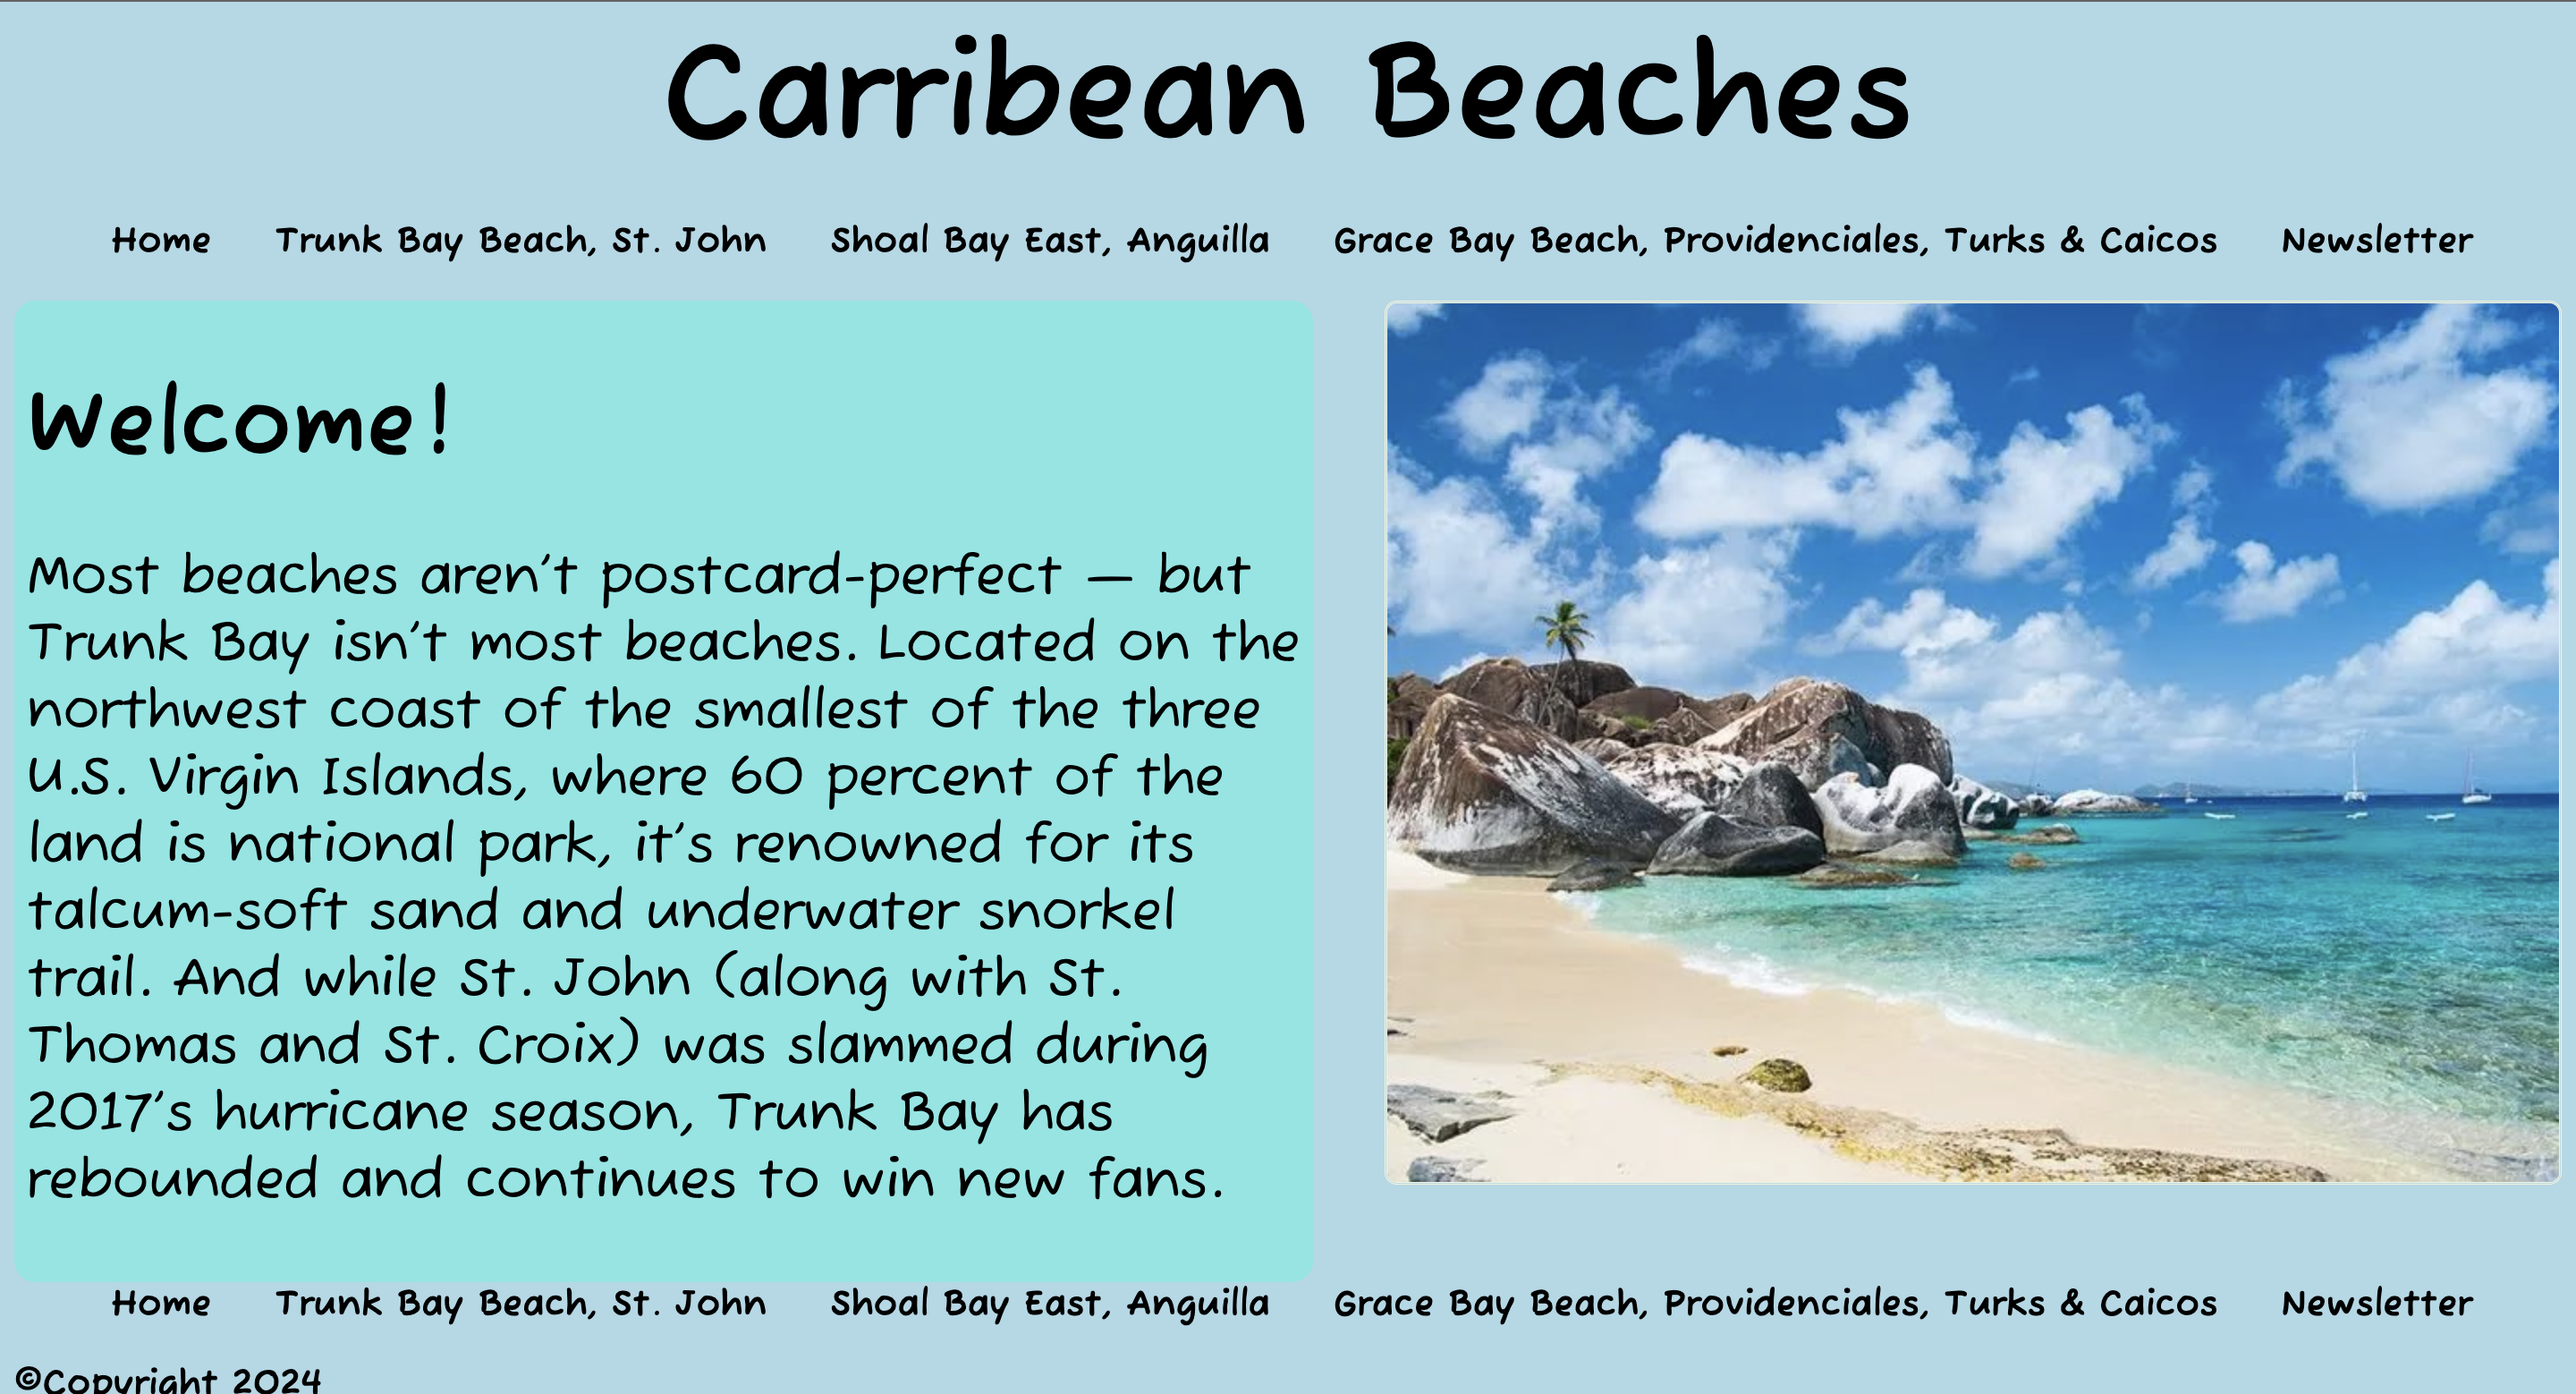 Carribean Beaches
Home Trunk Bay Beach, St. John Shoal Bay East, Anguilla Grace Bay Beach, Providenciales, Turks & Caicos Newsletter
Welcome!
Most beaches aren't postcard-perfect — but
Trunk Bay isn't most beaches. Located on the
northwest coast of the smallest of the three
U.S. Virgin Islands, where 60 percent of the
land is national park, it's renowned for its
talcum-soft sand and underwater snorkel
trail. And while St. John (along with St.
Thomas and St. Croix) was slammed during
2017's hurricane season, Trunk Bay has
rebounded and continues to win new fans.
Home Trunk Bay Beach, St. John Shoal Bay East, Anguilla Grace Bay Beach, Providenciales, Turks & Caicos Newsletter
©Copyright 2024